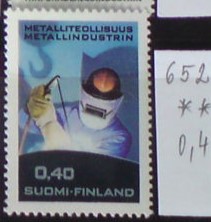 METALLITEOLLISUUS
METALLINDUSTRIN
0,40
SUOMI-FINLAND
652
**
0,4